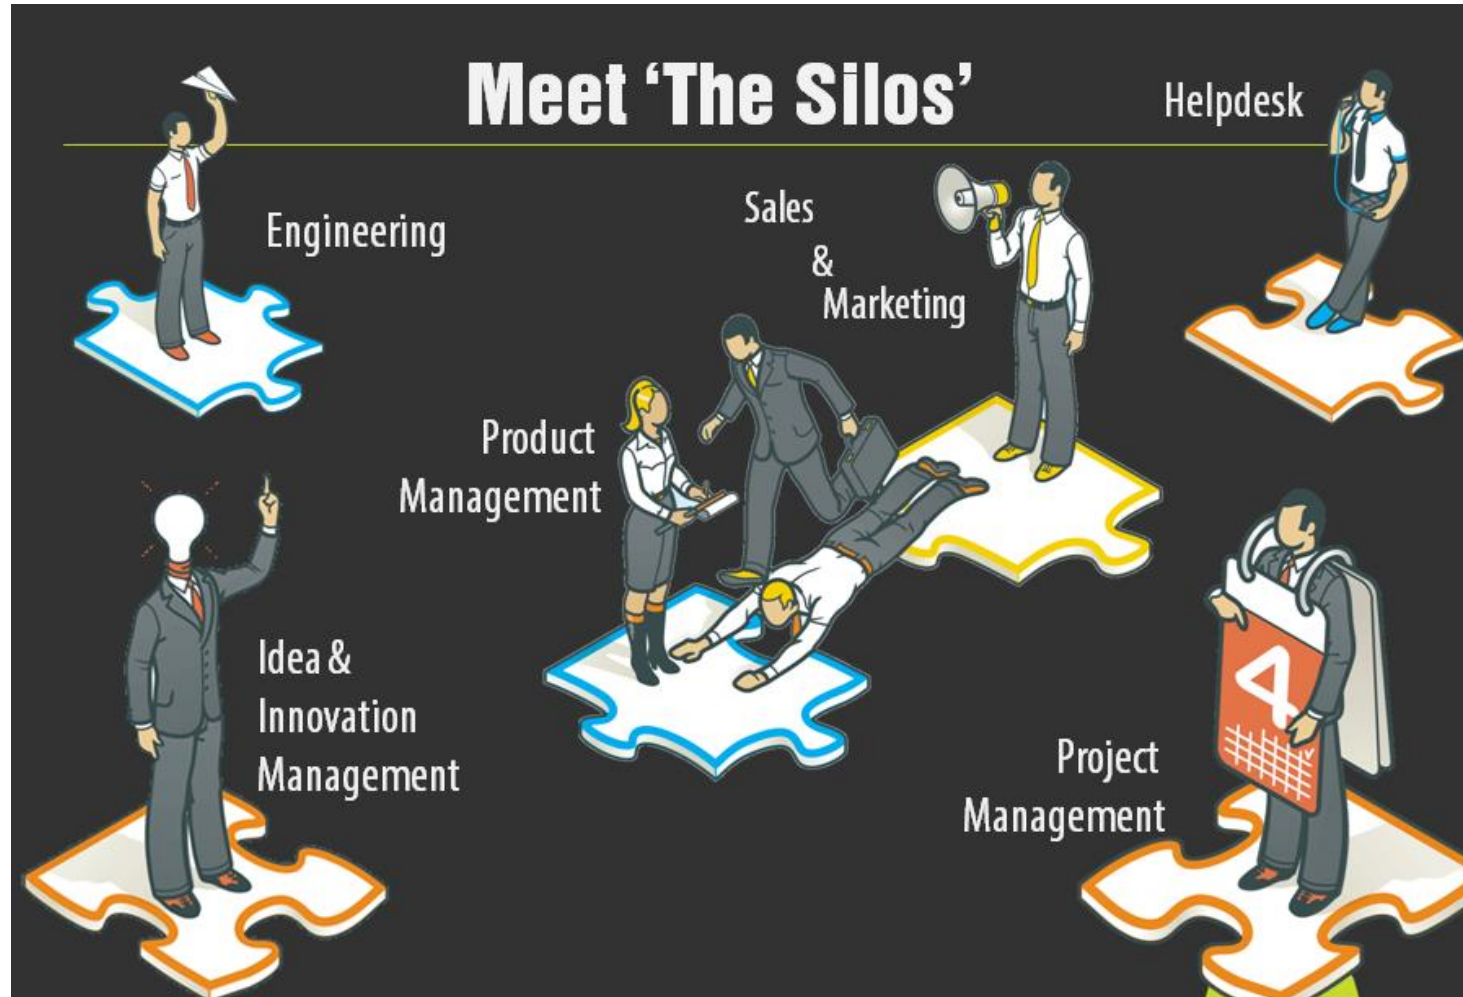 Meet ‘The Silos’
Helpdesk
Engineering
Sales
&
Marketing
Product
Management
Idea &
Innovation
Management
Project
Management
4